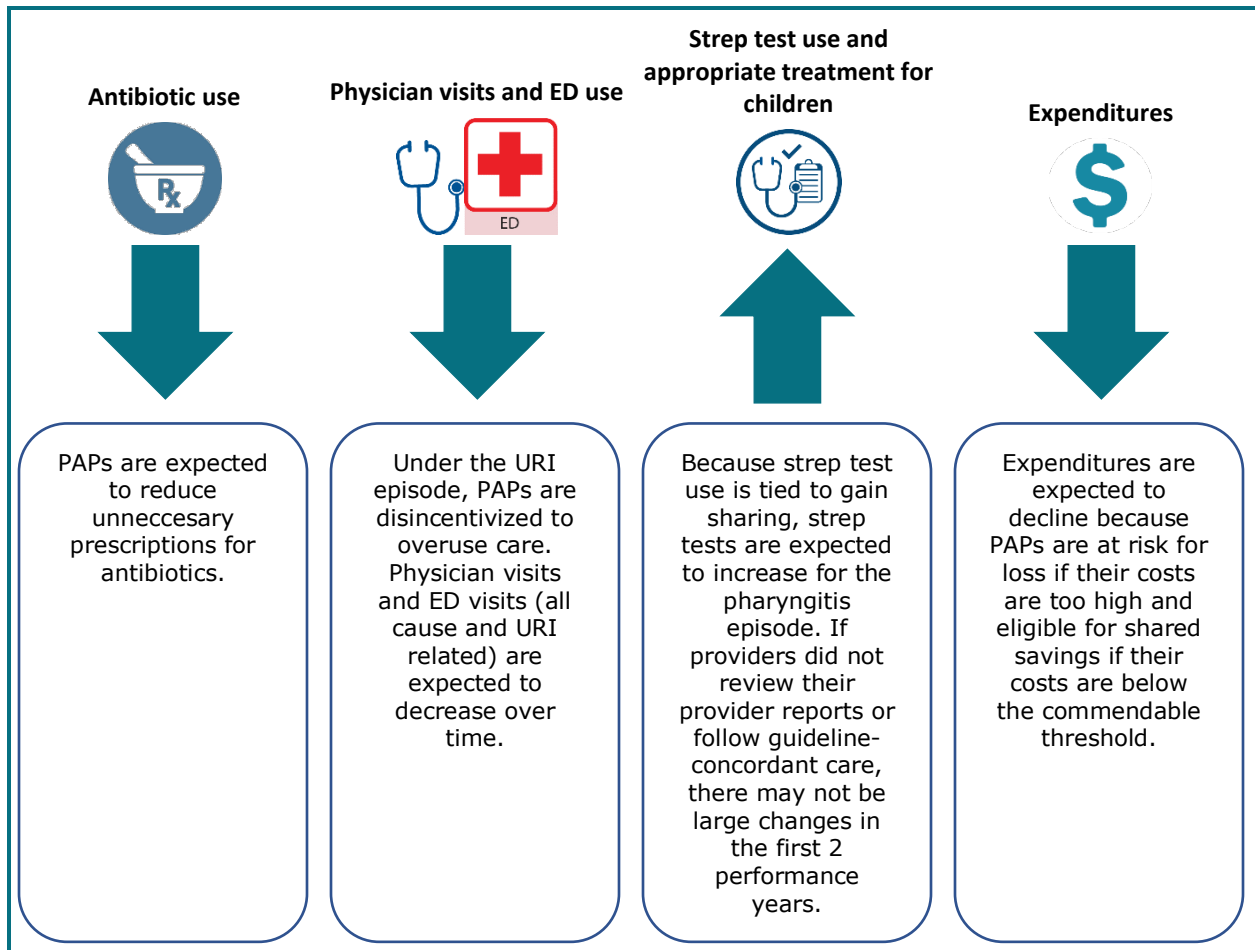 Antibiotic use
Rx
PAPs are expected
to reduce
unneccesary
prescriptions for
antibiotics.
Physician visits and ED use
ED
Under the URI
episode, PAPs are
disincentivized to
overuse care.
Physician visits
and ED visits (all
cause and URI
related) are
expected to
decrease over
time.
Strep test use and
appropriate treatment for
children
Because strep test
use is tied to gain
sharing, strep
tests are expected
to increase for the
pharyngitis
episode. If
providers did not
review their
provider reports or
follow guideline-
concordant care,
there may not be
large changes in
the first 2
performance
years.
Expenditures
$
Expenditures are
expected to
decline because
PAPs are at risk for
loss if their costs
are too high and
eligible for shared
savings if their
costs are below
the commendable
threshold.